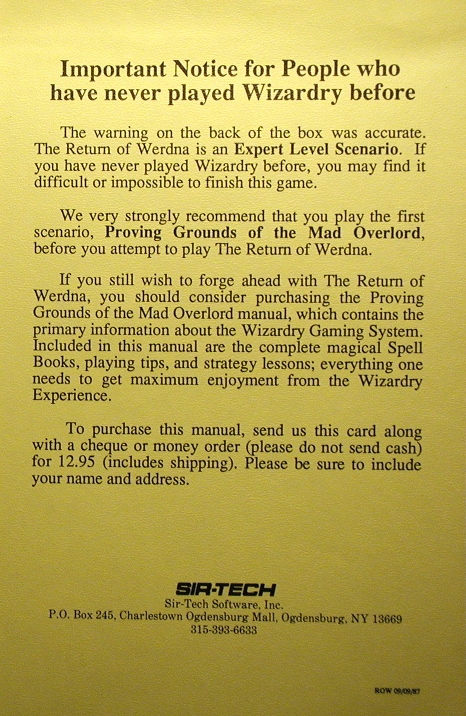 Important Notice for People who
have never played Wizardry before
The warning on the back of the box was accurate.
The Return of Werdna is an Expert Level Scenario. If
you have never played Wizardry before, you may find it
difficult or impossible to finish this game.
We very strongly recommend that you play the first
scenario, Proving Grounds of the Mad Overlord,
before you attempt to play The Return of Werdna.
If you still wish to forge ahead with The Return of
Werdna, you should consider purchasing the Proving
Grounds of the Mad Overlord manual, which contains the
primary information about the Wizardry Gaming System.
Included in this manual are the complete magical Spell
Books, playing tips, and strategy lessons; everything one
needs to get maximum enjoyment from the Wizardry
Experience.
To purchase this manual, send us this card along
with a cheque or money order (please do not send cash)
for 12.95 (includes shipping). Please be sure to include
your name and address.
SIR-TECH
Sir-Tech Software, Inc.
P.O. Box 245, Charlestown Ogdensburg Mall, Ogdensburg, NY 13669
315-393-6633
ROW 09/09/87